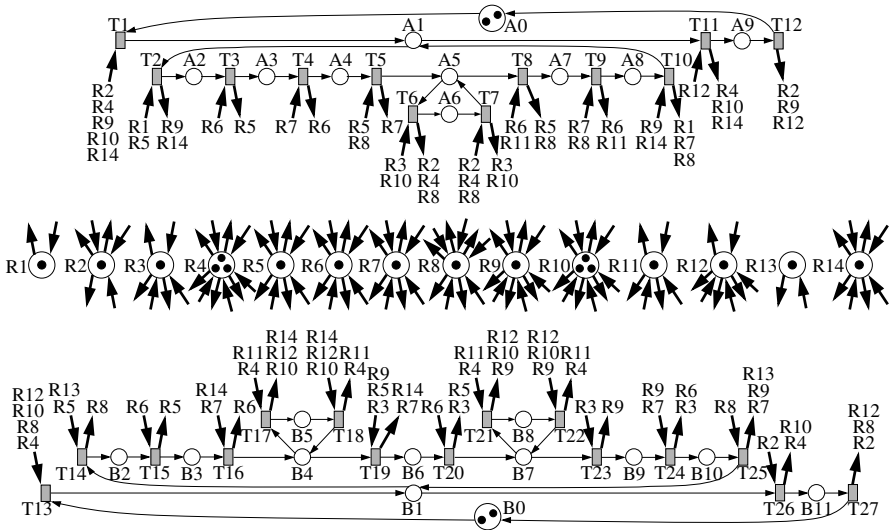 T1 A1 A0 T11 A9 T12
T2 A2 T3 A3 T4 A4 T5 A5 T8 A7 T9 A8 T10
T6 A6 T7
R2 R12 R4 R2
R4 R10 R9
R9 R14 R12
R10
R14
R1 R9 R6 R5 R7 R6 R5 R7 R6 R5 R7 R6 R9 R1
R5 R14 R8 R11 R8 R8 R11 R14 R7
R8
R3 R2 R2 R3
R10 R4 R4 R10
R8 R8
R1 R2 R3 R4 R5 R6 R7 R8 R9 R10 R11 R12 R13 R14
R14 R14 R12 R12
R11 R12 R12 R11 R11 R10 R10 R11
R4 R10 R10 R4 R4 R9 R9 R4
R12 R13 R8 R6 R5 R14 R6 R9 R14 R6 R5 R3 R9 R9 R6 R8 R13 R10 R12
R10 R5 R7 R5 R7 R3 R7 R3 R9 R2 R4 R8
R8 R3 R7 R2
R4
T17 B5 T18 T21 B8 T22
T14 B2 T15 B3 T16 B4 T19 B6 T20 B7 T23 B9 T24 B10 T25
T13 B1 B0 T26 B11 T27